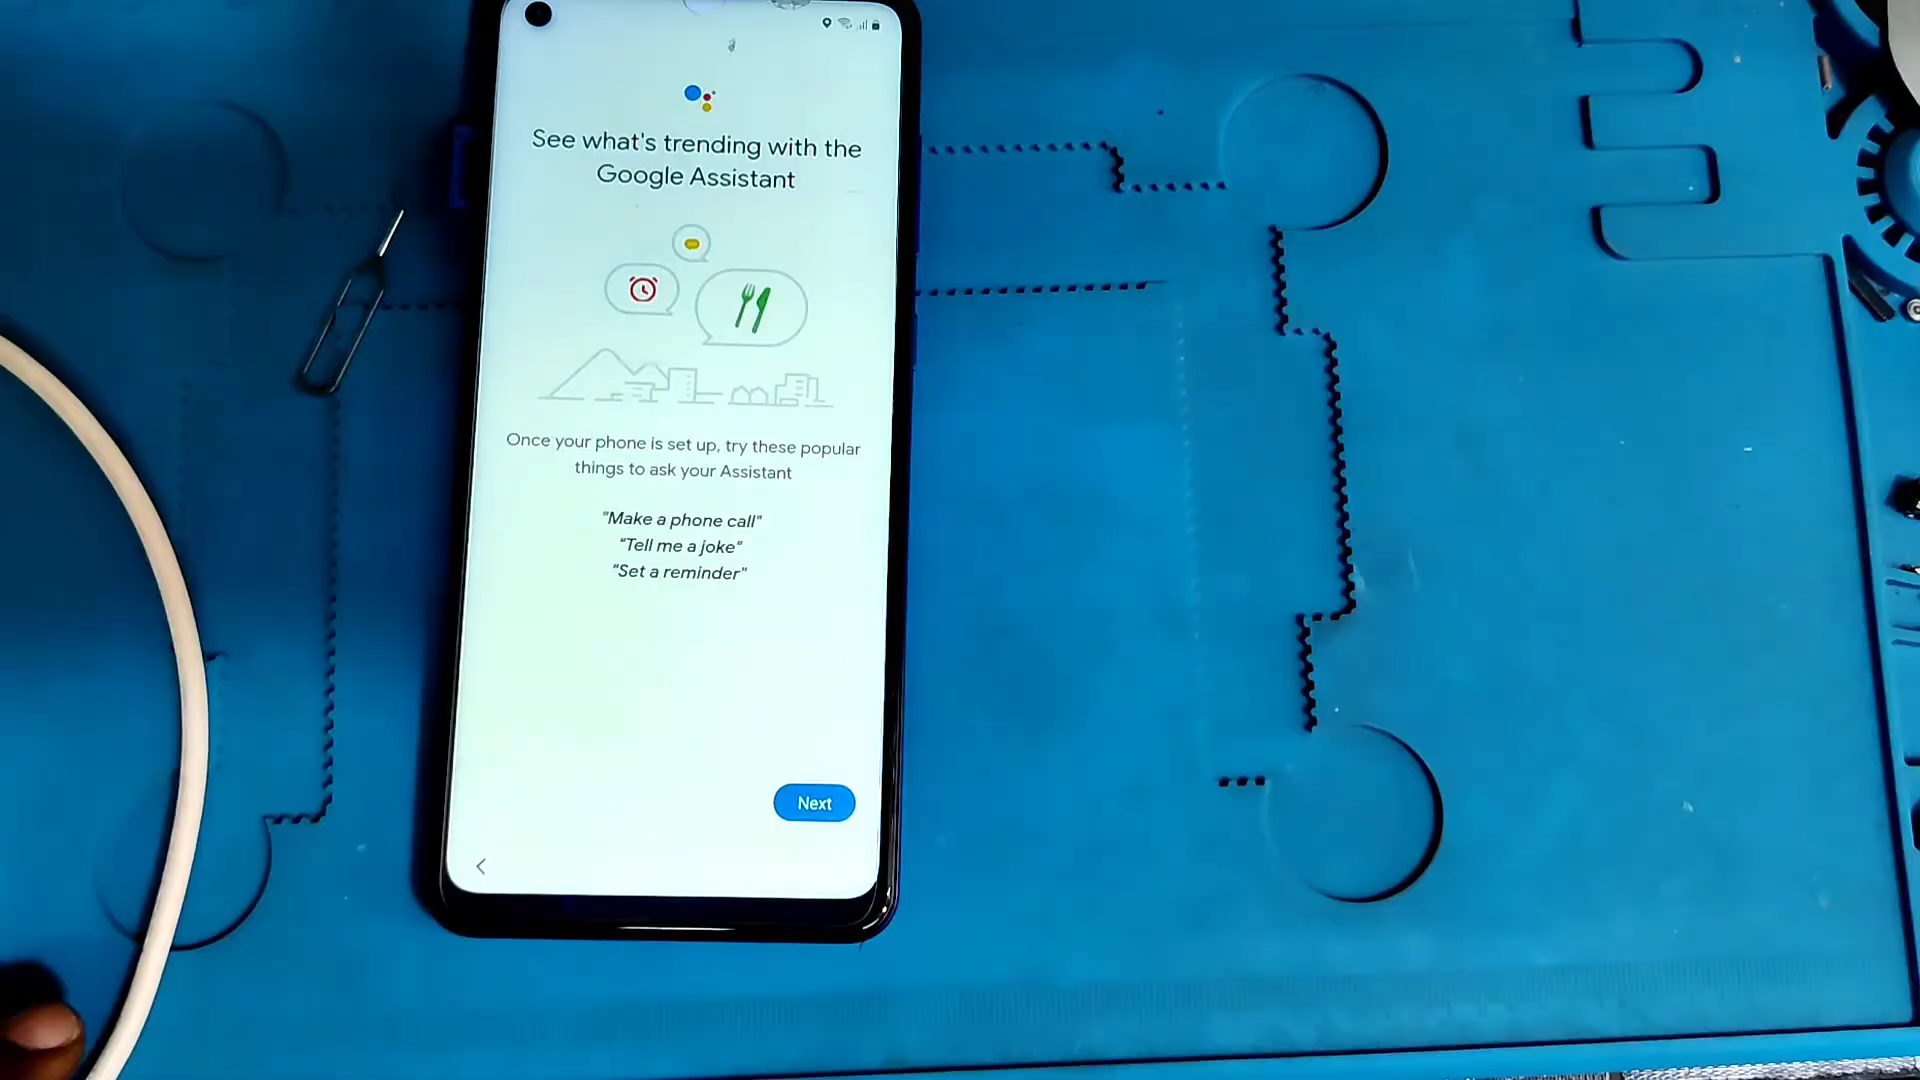 See what's trending with the
Google Assistant
Once your phone is set up, try these popular
things to ask your Assistant
"Make a phone call"
"Tell me a joke"
"Set a reminder"
Next